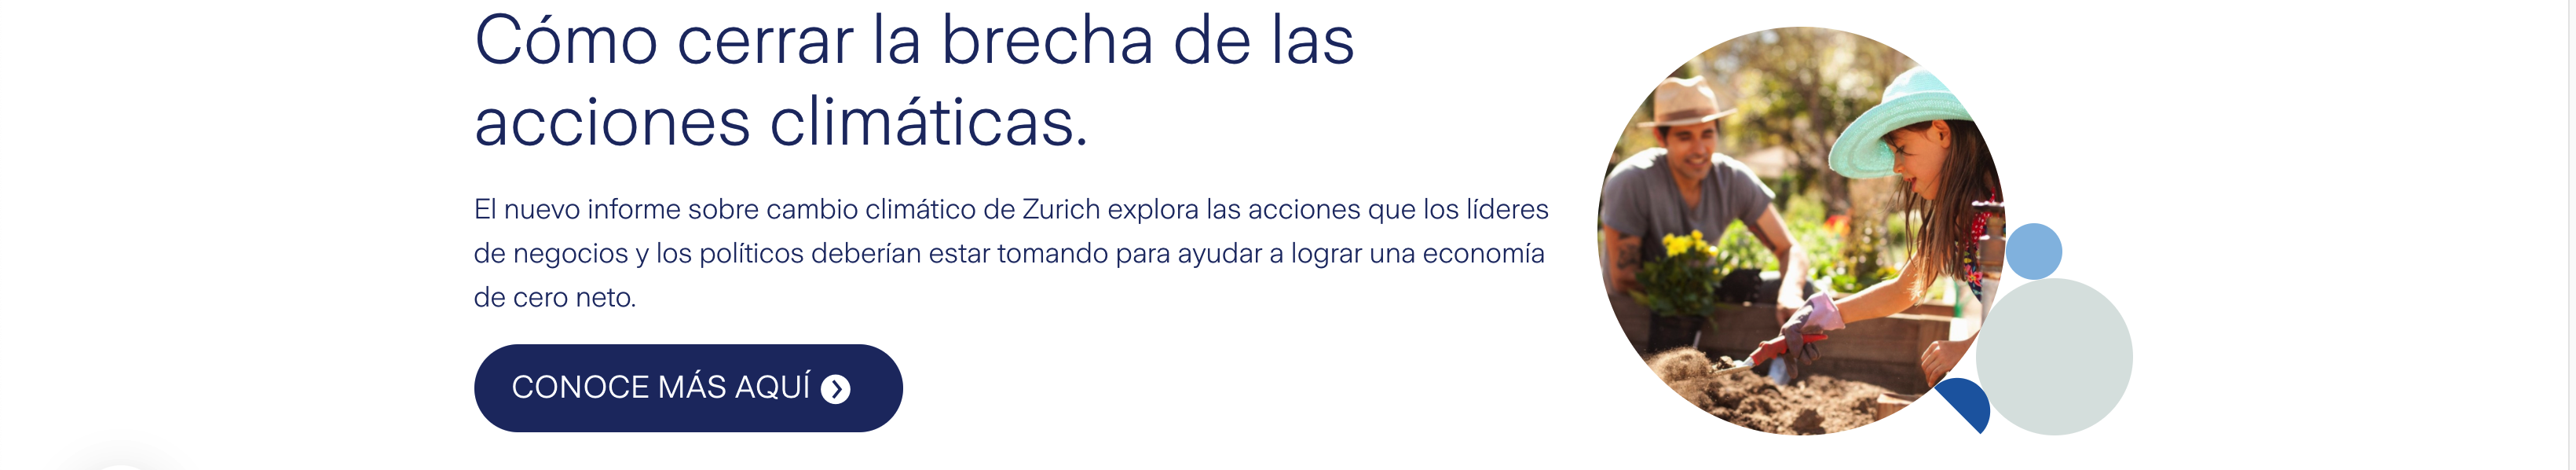 Cómo cerrar la brecha de las
acciones climáticas.
El nuevo informe sobre cambio climático de Zurich explora las acciones que los líderes
de negocios y los políticos deberían estar tomando para ayudar a lograr una economía
de cero neto.
CONOCE MÁS AQUÍ